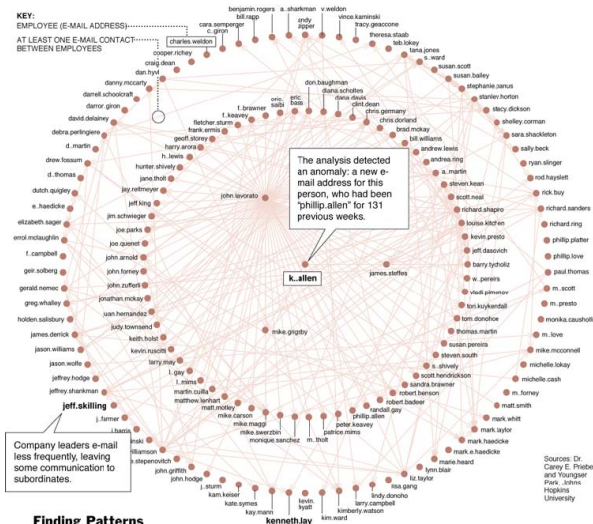 KEY:
EMPLOYEE (E-MAIL ADDRESS)
AT LEAST ONE E-MAIL CONTACT
BETWEEN EMPLOYEES
benjamin.rogers
bill.rapp
cara.semperger
c..giron
charles.weldon
cooper.richey
craig.dean
dan.hyvl
danny.mccarty
darrell.schoolcraft
darron.giron
david.delainey
debra.perlingiere
d..martin
drew.fossum
d..thomas
dutch.quigley
e..haedicke
elizabeth.sager
errol.mclaughlin
f..campbell
geir.solberg
gerald.nemec
greg.whalley
holden.salisbury
james.derrick
jason.williams
jason.wolfe
jeffrey.hodge
jeffrey.shankman
jeff.skilling
j..farmer
j.harris
inski
williamson
e.stepenovitch
john.griffith
john.hodge
j..sturm
kam.keiser
kate.symes
kay.mann
kenneth.lay
kevin.
hyatt
kim.ward
kimberly.watson
larry.campbell
lindy.donoho
lisa.gang
liz.taylor
lynn.blair
marie.heard
mark.e.haedicke
mark.haedicke
mark.taylor
mark.whitt
matt.smith
m..forney
michelle.cash
michelle.lokay
mike.mcconnell
m..love
monika.causholli
m..presto
m..scott
paul.thomas
phillip.love
phillip.platter
richard.ring
richard.sanders
rick.buy
rod.hayslett
ryan.slinger
sally.beck
sara.shackleton
shelley.corman
stacy.dickson
stanley.horton
stephanie.panus
susan.bailey
susan.scott
s..ward
tana.jones
teb.lokey
theresa.staab
tracy.geaccone
vince.kaminski
v.weldon
andy
zipper
a..sharkman
don.baughman
diana.scholles
dana.davis
clint.dean
chris.germany
chris.dorland
brad.mckay
bill.williams
andrew.lewis
andrea.ring
a..martin
steven.kean
scott.neal
richard.shapiro
louise.kitchen
kevin.presto
jeff.dasovich
barry.tycholiz
w..pereira
vladi.pimenov
tori.kuykendall
tom.donohoe
thomas.martin
susan.pereira
steven.south
s..shively
scott.hendrickson
sandra.brawner
robert.benson
robert.badeer
randall.gay
phillip.allen
peter.keavey
patrice.mims
m..tholt
monique.sanchez
mike.swerzbin
mike.maggi
mike.carson
matt.motley
matthew.lenhart
martin.cuilla
l..mims
l..gay
larry.may
kevin.ruscitti
keith.holst
judy.townsend
juan.hernandez
jonathan.mckay
john.zufferli
john.forney
john.arnold
joe.quenet
joe.parks
jim.schwieger
jeff.king
jay.reitmeyer
jane.tholt
hunter.shively
h..lewis
harry.arora
geoff.storey
frank.ermis
fletcher.sturm
f..keavey
f..brawner
eric.
saibi
eric.
bass
john.lavorato
k..allen
james.steffes
mike.grigsby
The analysis detected
an anomaly: a new e-
mail address for this
person, who had been
"phillip.allen" for 131
previous weeks.
Company leaders e-mail
less frequently, leaving
some communication to
subordinates.
Sources: Dr.
Carey E. Priebe
and Youngser
Park, Johns
Hopkins
University
Finding Patterns